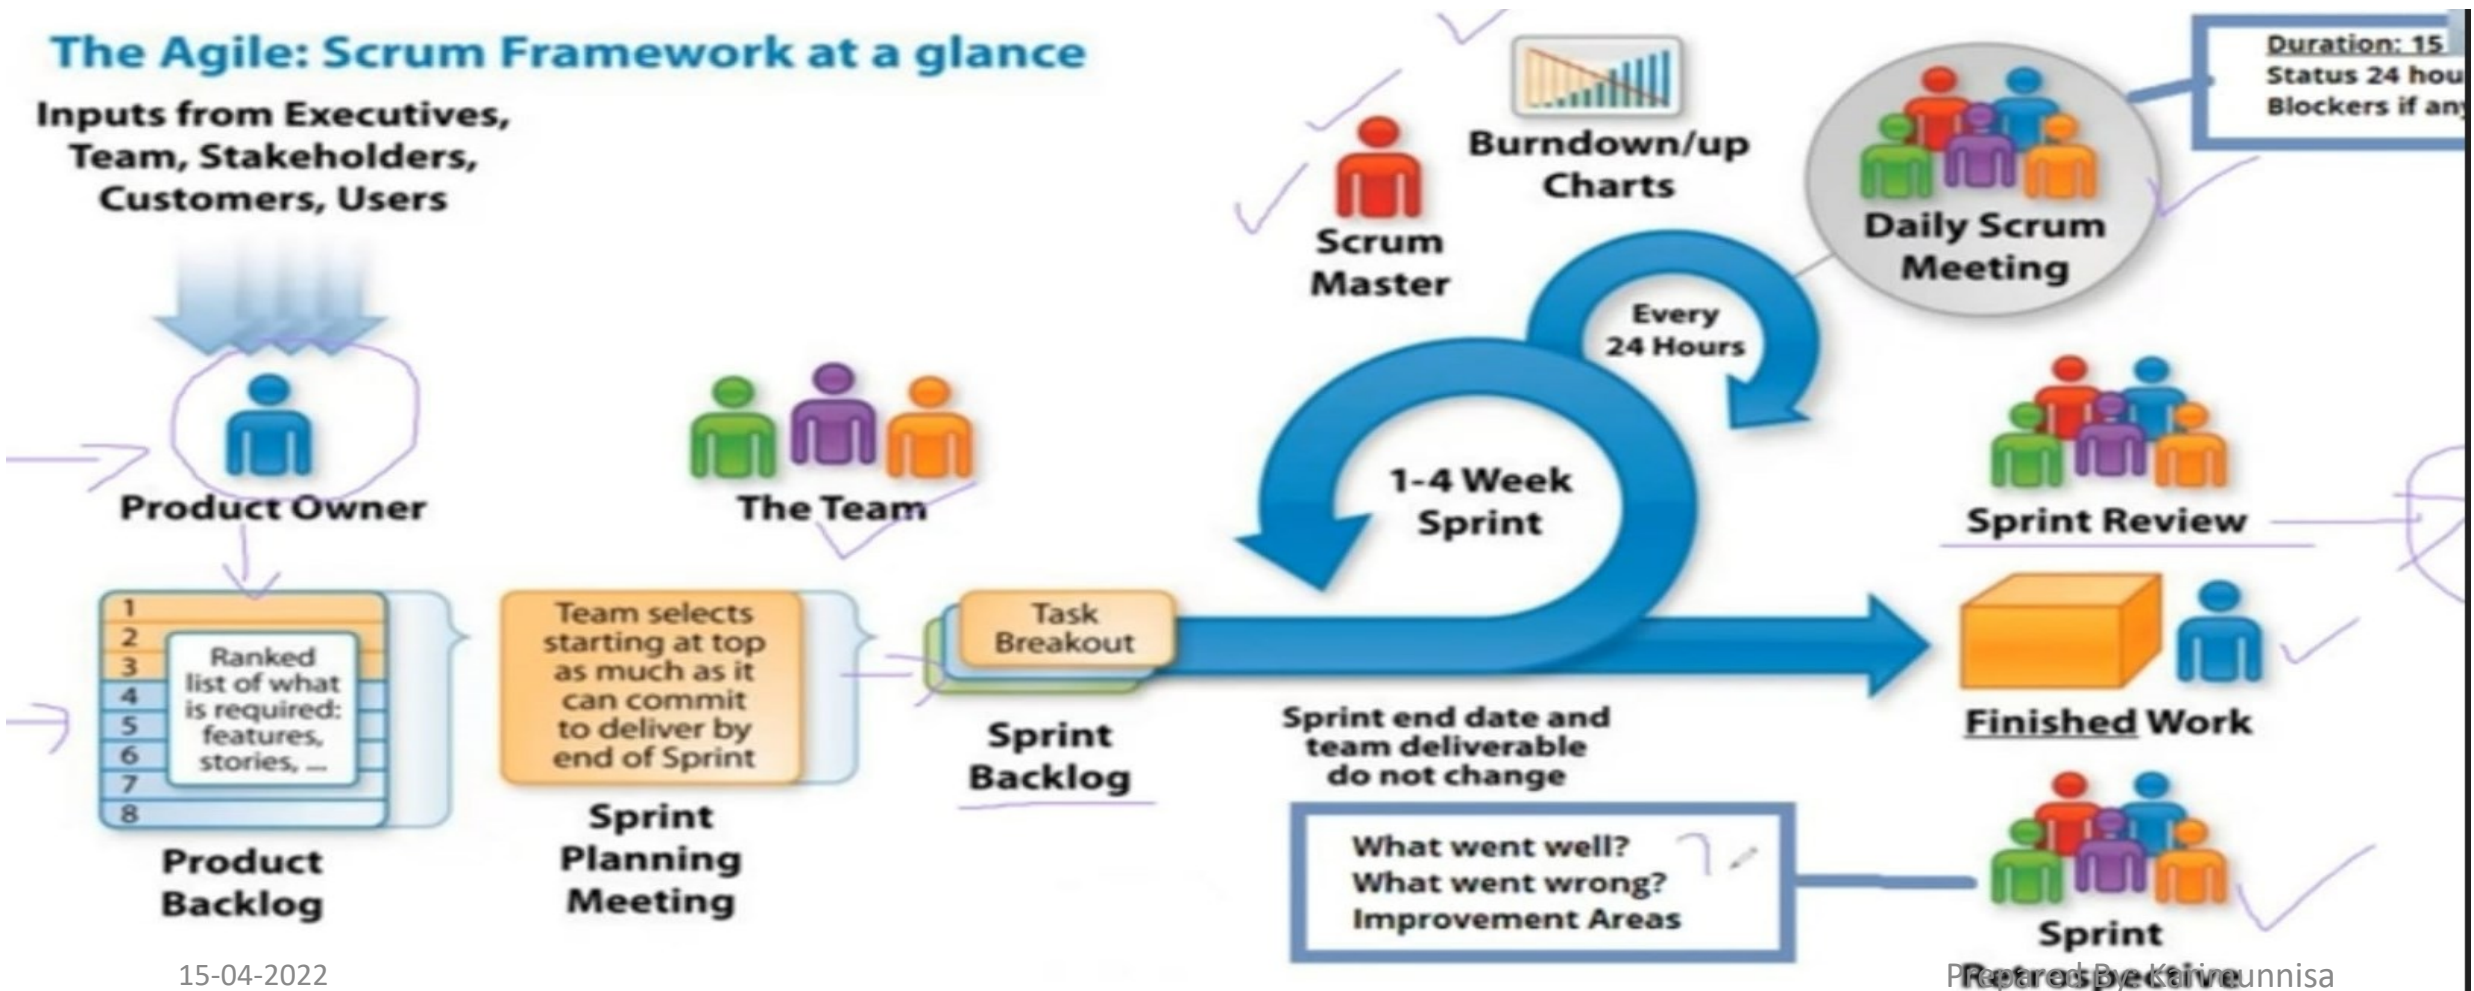 The Agile: Scrum Framework at a glance
Inputs from Executives,
Team, Stakeholders,
Customers, Users
Product Owner
The Team
1
2
3
4
5
6
7
8
Ranked
list of what
is required:
features,
stories, ...
Product
Backlog
Team selects
starting at top
as much as it
can commit
to deliver by
end of Sprint
Sprint
Planning
Meeting
Task
Breakout
Sprint
Backlog
Scrum
Master
Burndown/up
Charts
Every
24 Hours
1-4 Week
Sprint
Sprint end date and
team deliverable
do not change
Daily Scrum
Meeting
Duration: 15
Status 24 hou
Blockers if any
Sprint Review
Finished Work
What went well?
What went wrong?
Improvement Areas
Sprint
Retrospective
15-04-2022
Prepared By: Karimunnisa